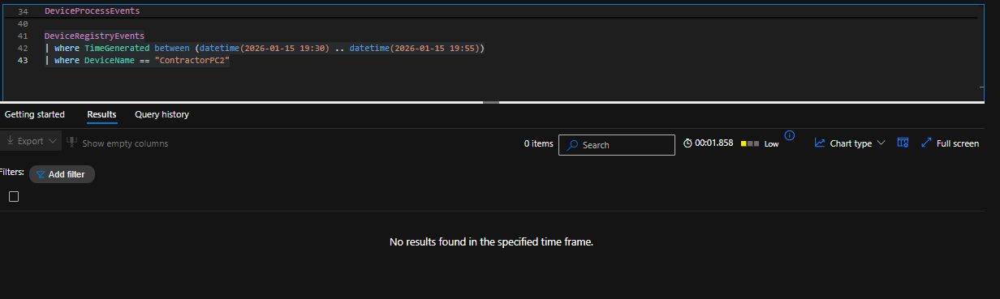 34 DeviceProcessEvents
40
41 DeviceRegistryEvents
42 | where TimeGenerated between (datetime(2026-01-15 19:30) .. datetime(2026-01-15 19:55))
43 | where DeviceName == "ContractorPC2"
Getting started Results Query history
Export Show empty columns 0 items Search 00:01.858 Low Chart type Full screen
Filters: Add filter
No results found in the specified time frame.